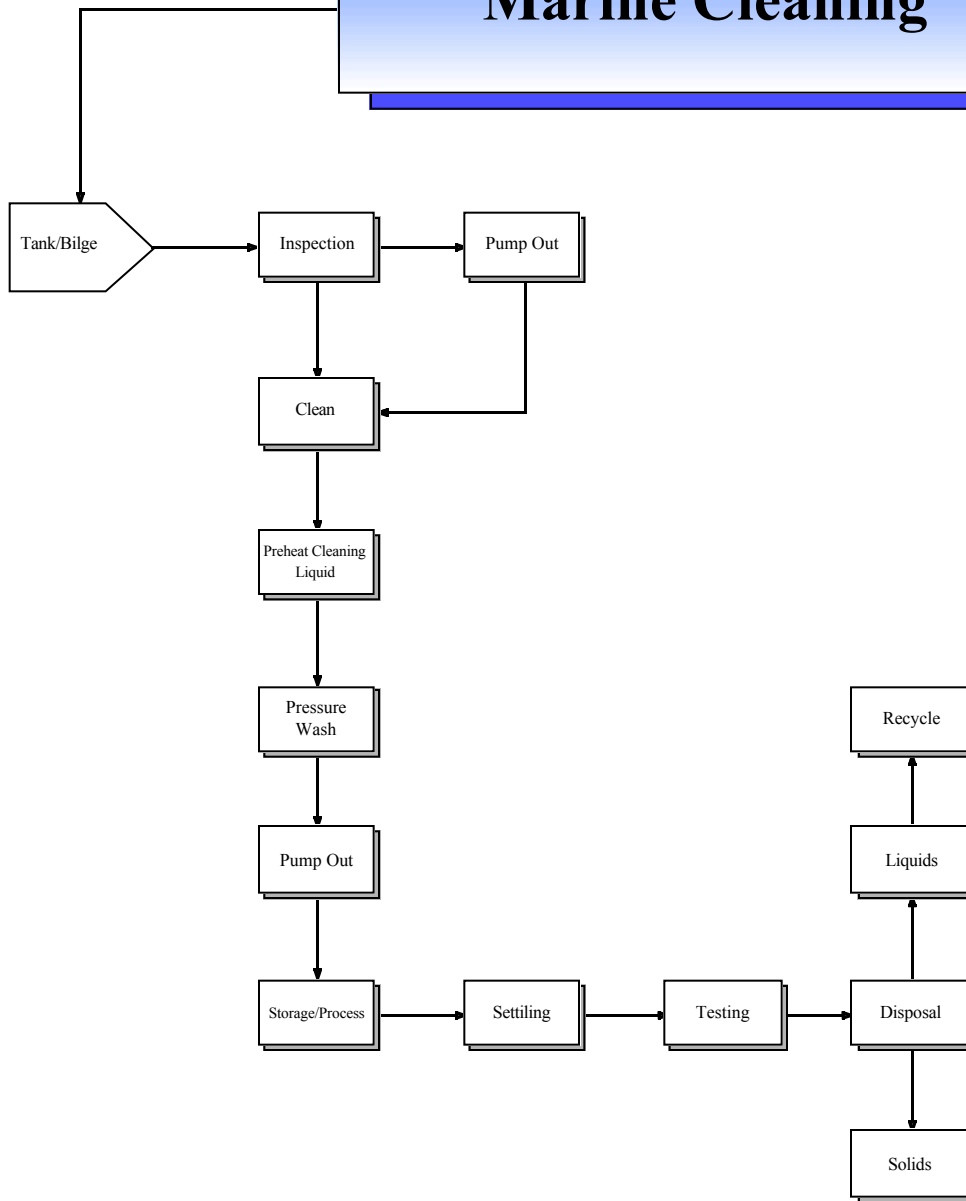 Marine Cleaning
Tank/Bilge
Inspection
Pump Out
Clean
Preheat Cleaning
Liquid
Pressure
Wash
Recycle
Pump Out
Liquids
Storage/Process
Settiling
Testing
Disposal
Solids